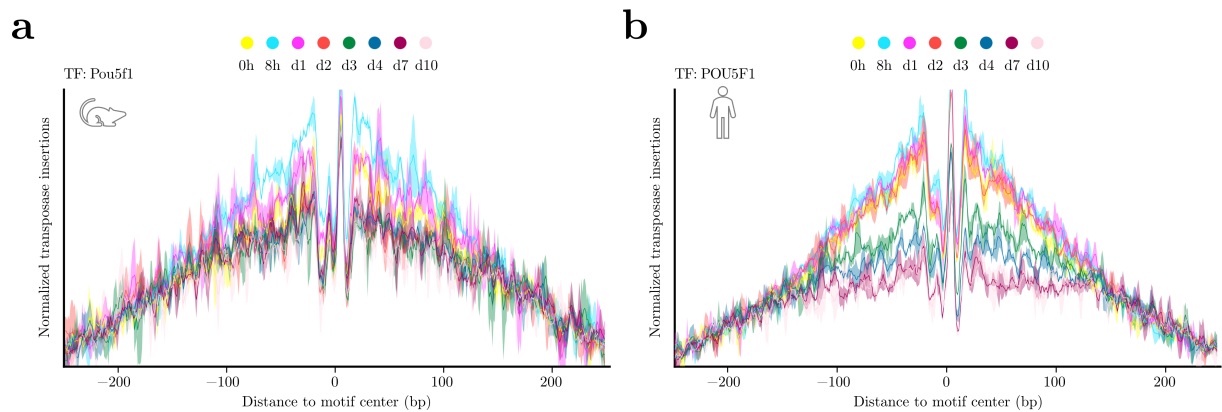 a
0h 8h d1 d2 d3 d4 d7 d10
TF: Pou5f1
Normalized transposase insertions
−200 −100 0 100 200
Distance to motif center (bp)
b
0h 8h d1 d2 d3 d4 d7 d10
TF: POU5F1
Normalized transposase insertions
−200 −100 0 100 200
Distance to motif center (bp)